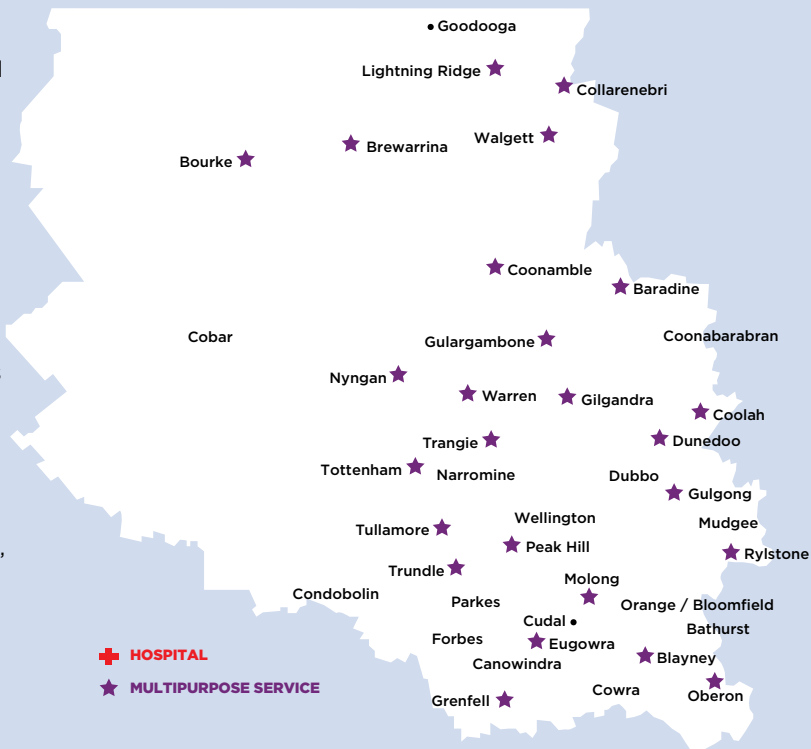 Goodooga
Lightning Ridge
Collarenebri
Walgett
Brewarrina
Bourke
Coonamble
Baradine
Cobar
Coonabarabran
Gulargambone
Nyngan
Warren
Gilgandra
Coolah
Trangie
Dunedoo
Tottenham
Narromine
Dubbo
Gulgong
Wellington
Mudgee
Tullamore
Peak Hill
Rylstone
Trundle
Molong
Condobolin
Parkes
Orange / Bloomfield
Cudal
Bathurst
Forbes
Eugowra
Canowindra
Blayney
Cowra
Oberon
Grenfell
HOSPITAL
MULTIPURPOSE SERVICE